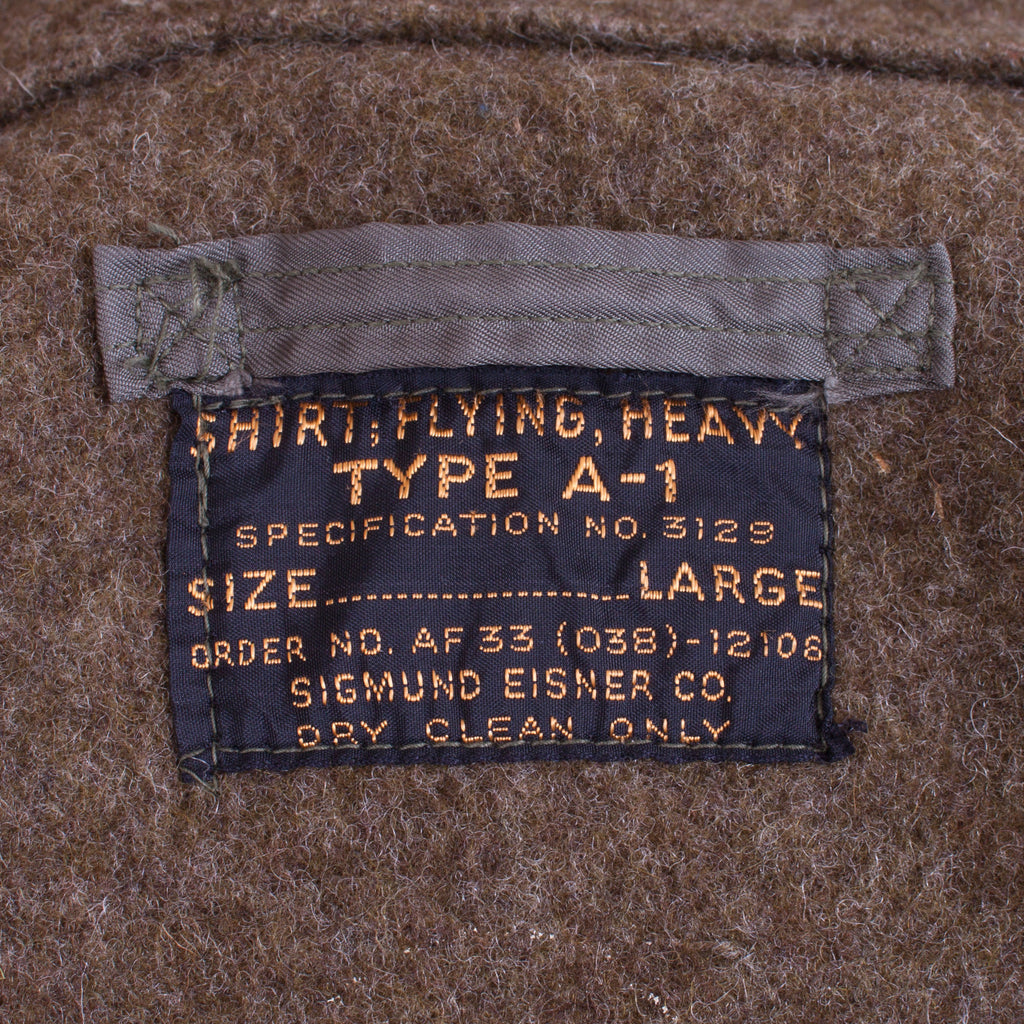 SHIRT; FLYING, HEAVY
TYPE A-1
SPECIFICATION NO. 3129
SIZE....................LARGE
ORDER NO. AF 33 (038)-12108
SIGMUND EISNER CO.
DRY CLEAN ONLY